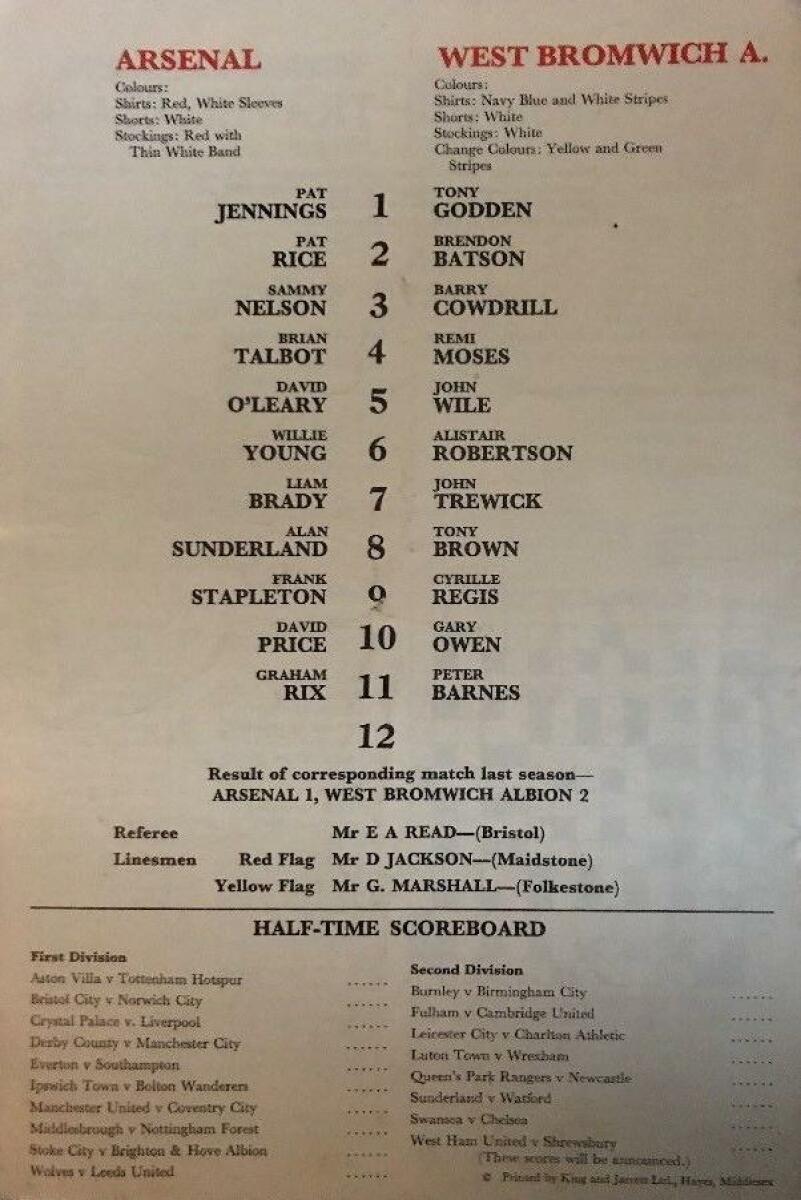 ARSENAL
Colours:
Shirts: Red, White Sleeves
Shorts: White
Stockings: Red with
Thin White Band
WEST BROMWICH A.
Colours:
Shirts: Navy Blue and White Stripes
Shorts: White
Stockings: White
Change Colours: Yellow and Green
Stripes
PAT TONY
JENNINGS 1 GODDEN
PAT BRENDON
RICE 2 BATSON
SAMMY BARRY
NELSON 3 COWDRILL
BRIAN REMI
TALBOT 4 MOSES
DAVID JOHN
O'LEARY 5 WILE
WILLIE ALISTAIR
YOUNG 6 ROBERTSON
LIAM JOHN
BRADY 7 TREWICK
ALAN TONY
SUNDERLAND 8 BROWN
FRANK CYRILLE
STAPLETON 9 REGIS
DAVID GARY
PRICE 10 OWEN
GRAHAM PETER
RIX 11 BARNES
12
Result of corresponding match last season—
ARSENAL 1, WEST BROMWICH ALBION 2
Referee Mr E A READ—(Bristol)
Linesmen Red Flag Mr D JACKSON—(Maidstone)
Yellow Flag Mr G. MARSHALL—(Folkestone)
HALF-TIME SCOREBOARD
First Division
Aston Villa v Tottenham Hotspur ......
Bristol City v Norwich City ......
Crystal Palace v. Liverpool ......
Derby County v Manchester City ......
Everton v Southampton ......
Ipswich Town v Bolton Wanderers ......
Manchester United v Coventry City ......
Middlesbrough v Nottingham Forest ......
Stoke City v Brighton & Hove Albion ......
Wolves v Leeds United ......
Second Division
Burnley v Birmingham City ......
Fulham v Cambridge United ......
Leicester City v Charlton Athletic ......
Luton Town v Wrexham ......
Queen's Park Rangers v Newcastle ......
Sunderland v Watford ......
Swansea v Chelsea ......
West Ham United v Shrewsbury ......
(These scores will be announced.)
© Printed by King and Jarrett Ltd., Hayes, Middlesex